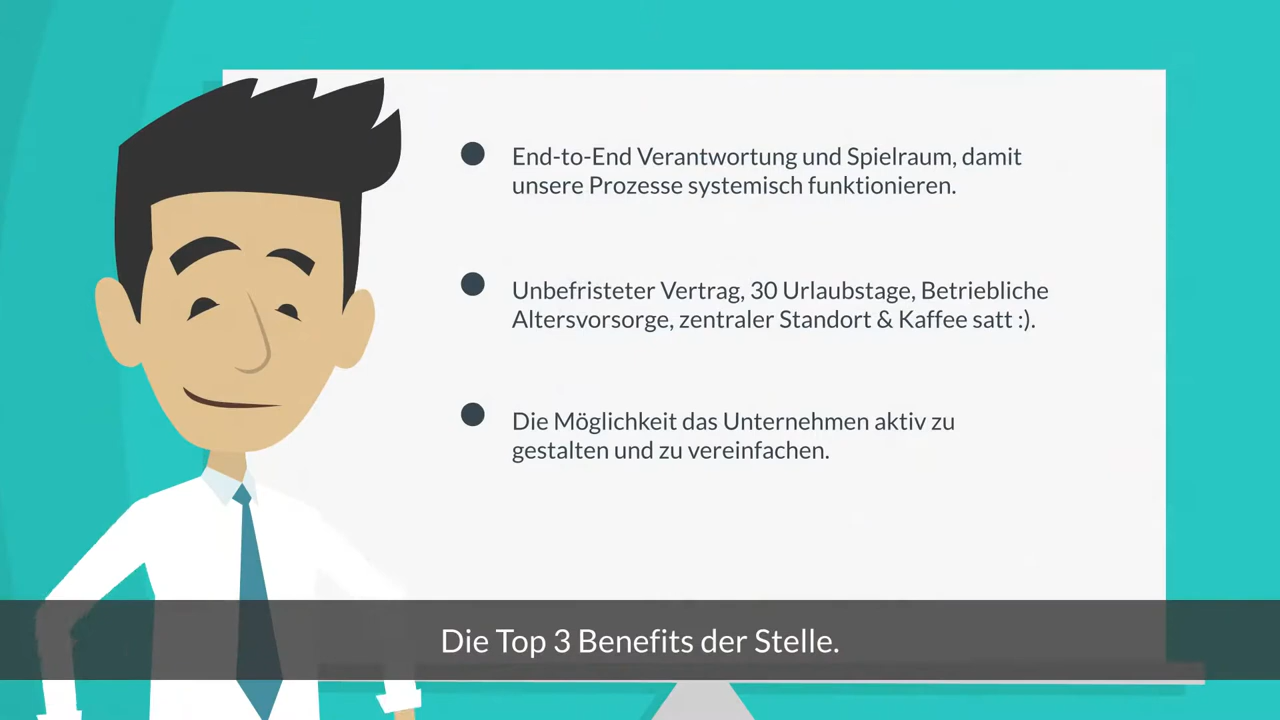 End-to-End Verantwortung und Spielraum, damit
unsere Prozesse systemisch funktionieren.
Unbefristeter Vertrag, 30 Urlaubstage, Betriebliche
Altersvorsorge, zentraler Standort & Kaffee satt :).
Die Möglichkeit das Unternehmen aktiv zu
gestalten und zu vereinfachen.
Die Top 3 Benefits der Stelle.